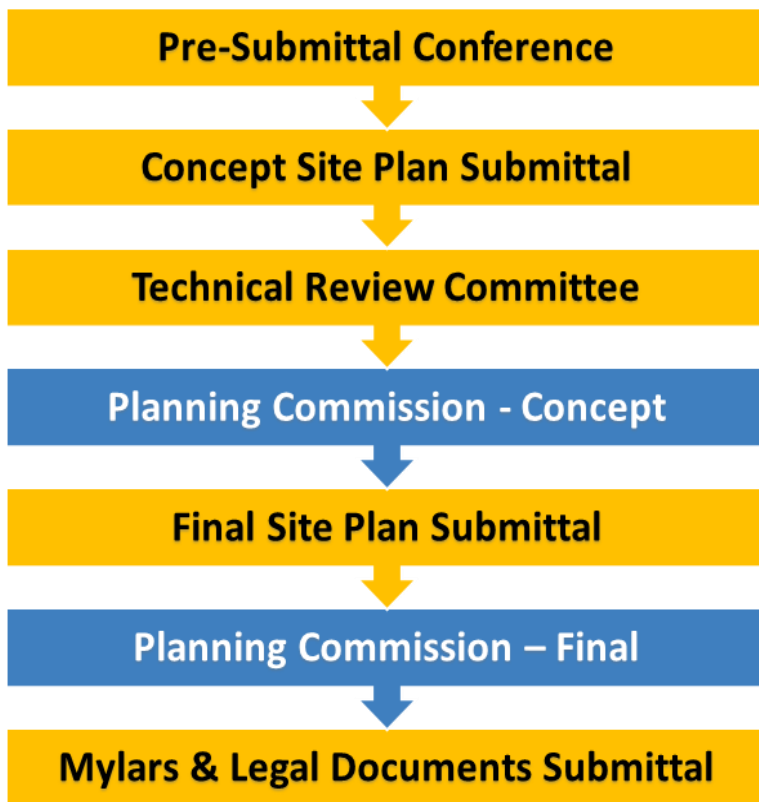 Pre-Submittal Conference
Concept Site Plan Submittal
Technical Review Committee
Planning Commission - Concept
Final Site Plan Submittal
Planning Commission – Final
Mylars & Legal Documents Submittal